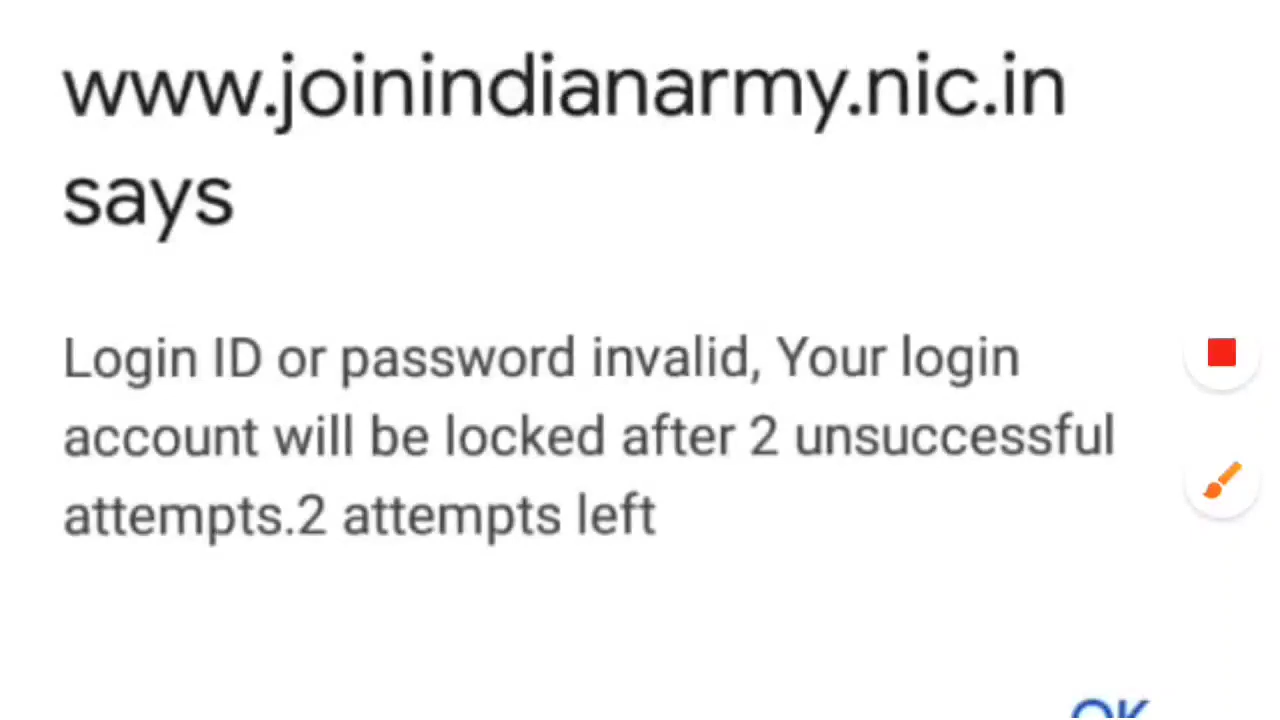 www.joinindianarmy.nic.in
says
Login ID or password invalid, Your login
account will be locked after 2 unsuccessful
attempts.2 attempts left
OK